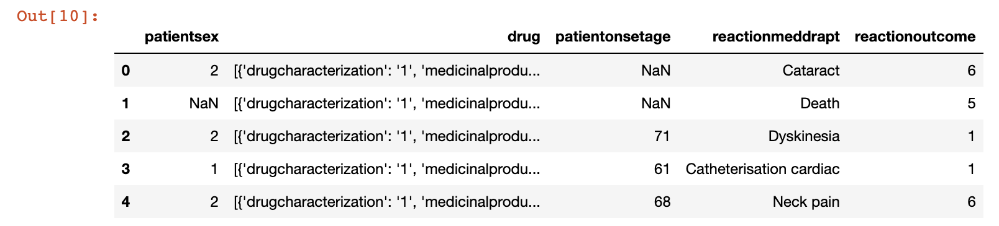 Out[10]:
patientsex drug patientonsetage reactionmeddrapt reactionoutcome
0 2 [{'drugcharacterization': '1', 'medicinalprodu... NaN Cataract 6
1 NaN [{'drugcharacterization': '1', 'medicinalprodu... NaN Death 5
2 2 [{'drugcharacterization': '1', 'medicinalprodu... 71 Dyskinesia 1
3 1 [{'drugcharacterization': '1', 'medicinalprodu... 61 Catheterisation cardiac 1
4 2 [{'drugcharacterization': '1', 'medicinalprodu... 68 Neck pain 6